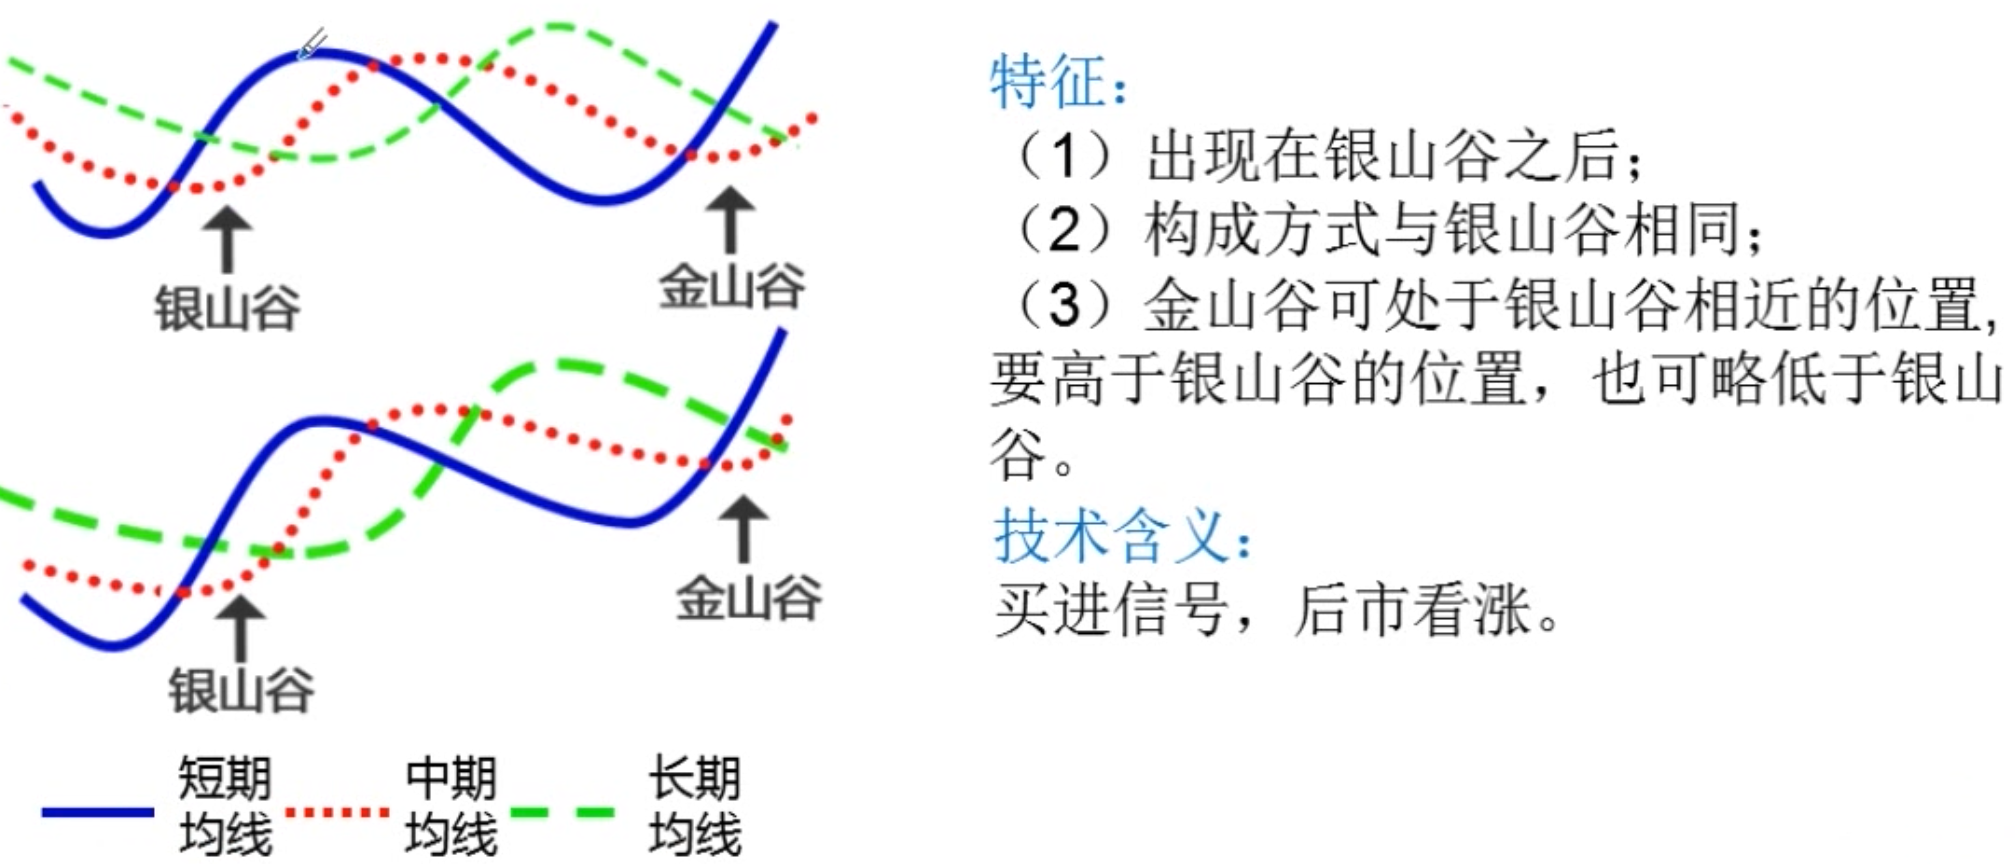 特征：
（1）出现在银山谷之后；
（2）构成方式与银山谷相同；
（3）金山谷可处于银山谷相近的位置,
要高于银山谷的位置，也可略低于银山
谷。
技术含义：
买进信号，后市看涨。
银山谷
金山谷
金山谷
银山谷
短期
均线
中期
均线
长期
均线